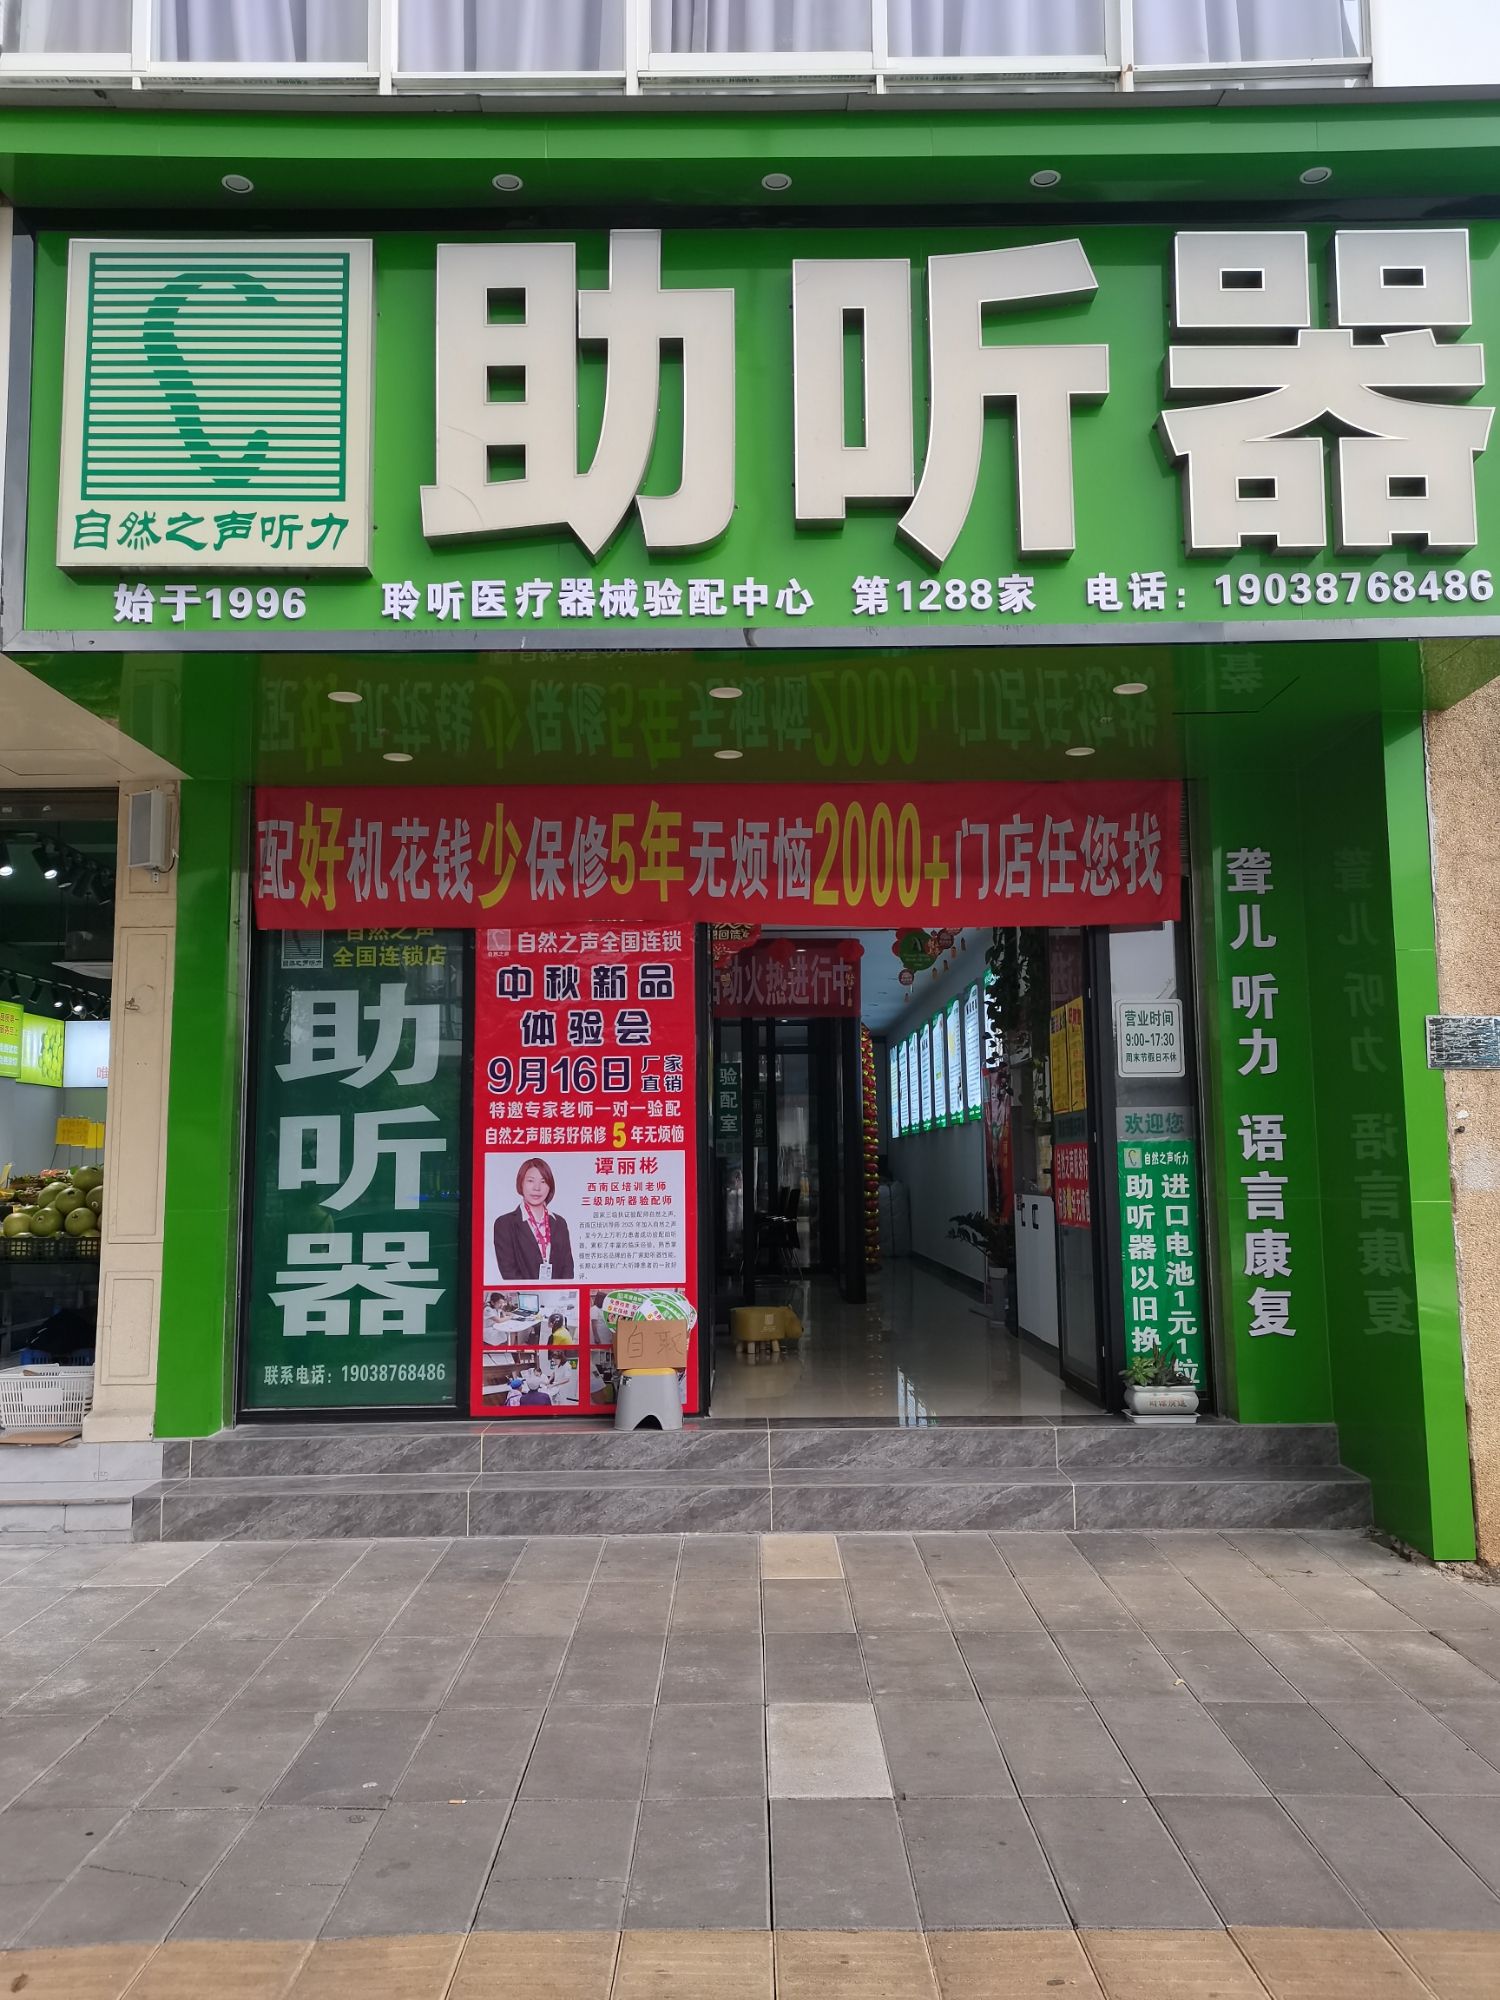 助听器
自然之声听力
始于1996 聆听医疗器械验配中心 第1288家 电话：19038768486
配好机花钱少保修5年无烦恼2000+门店任您找
自然之声
全国连锁店
助听器
联系电话：19038768486
自然之声全国连锁
中秋新品
体验会
9月16日 厂家直销
特邀专家老师一对一验配
自然之声服务好保修5年无烦恼
谭丽彬
西南区培训老师
三级助听器验配师
活动火热进行中
验配室
营业时间
9:00-17:30
周末节假日不休
欢迎您
自然之声听力
进口电池1元1粒
助听器以旧换
聋儿听力 语言康复